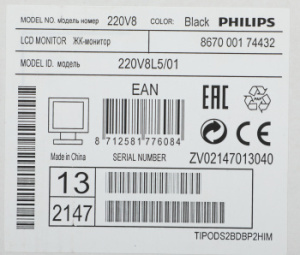 MODEL NO. модель номер 220V8 COLOR: Black PHILIPS
LCD MONITOR ЖК-монитор 8670 001 74432
MODEL ID. модель 220V8L5/01
EAN
EAC
8 712581 776084
Made in China SERIAL NUMBER ZV02147013040
13
2147
TIPODS2BDBP2HIM